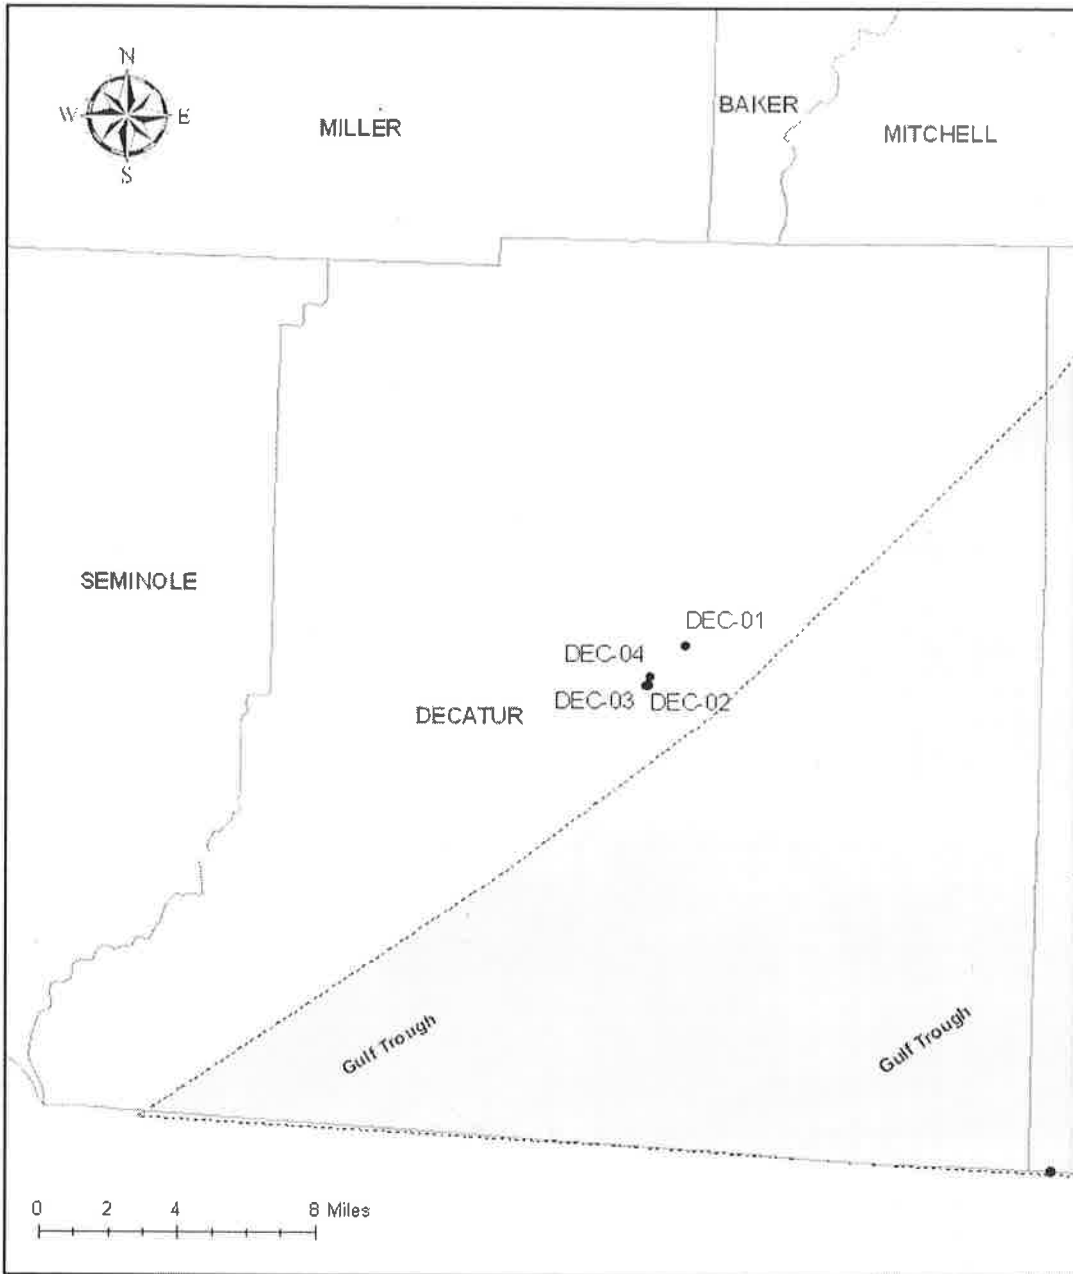 N
W E
S
MILLER
BAKER
MITCHELL
SEMINOLE
DEC-01
DEC-04
DEC-03 DEC-02
DECATUR
Gulf Trough
Gulf Trough
0 2 4 8 Miles